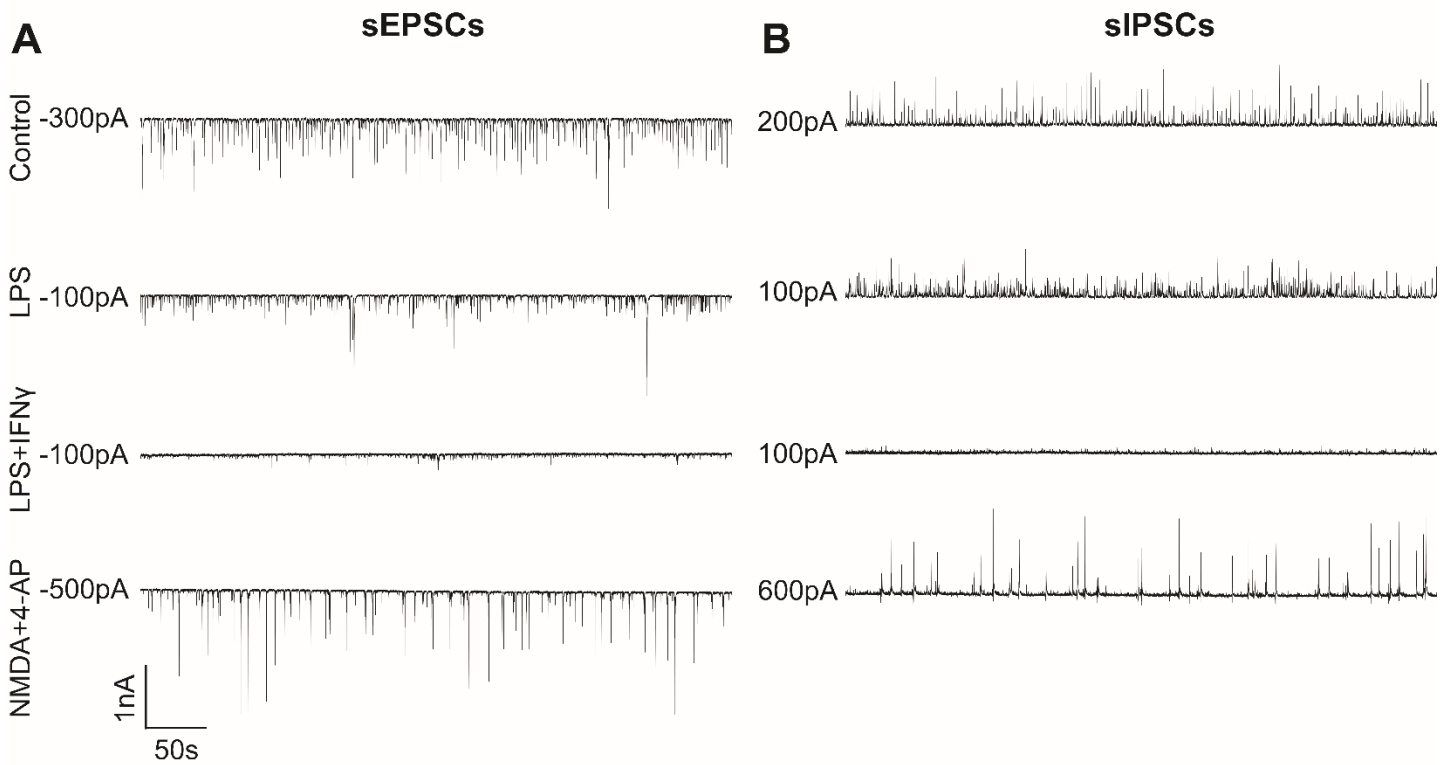 A
sEPSCs
B
sIPSCs
Control
-300pA
200pA
LPS
-100pA
100pA
LPS+IFNγ
-100pA
100pA
NMDA+4-AP
-500pA
600pA
1nA
50s